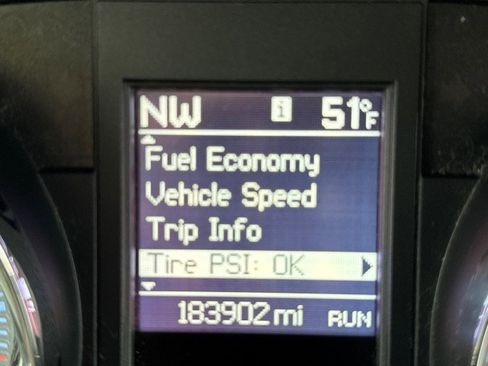 NW i 51°F
Fuel Economy
Vehicle Speed
Trip Info
Tire PSI: OK
183902 mi RUN